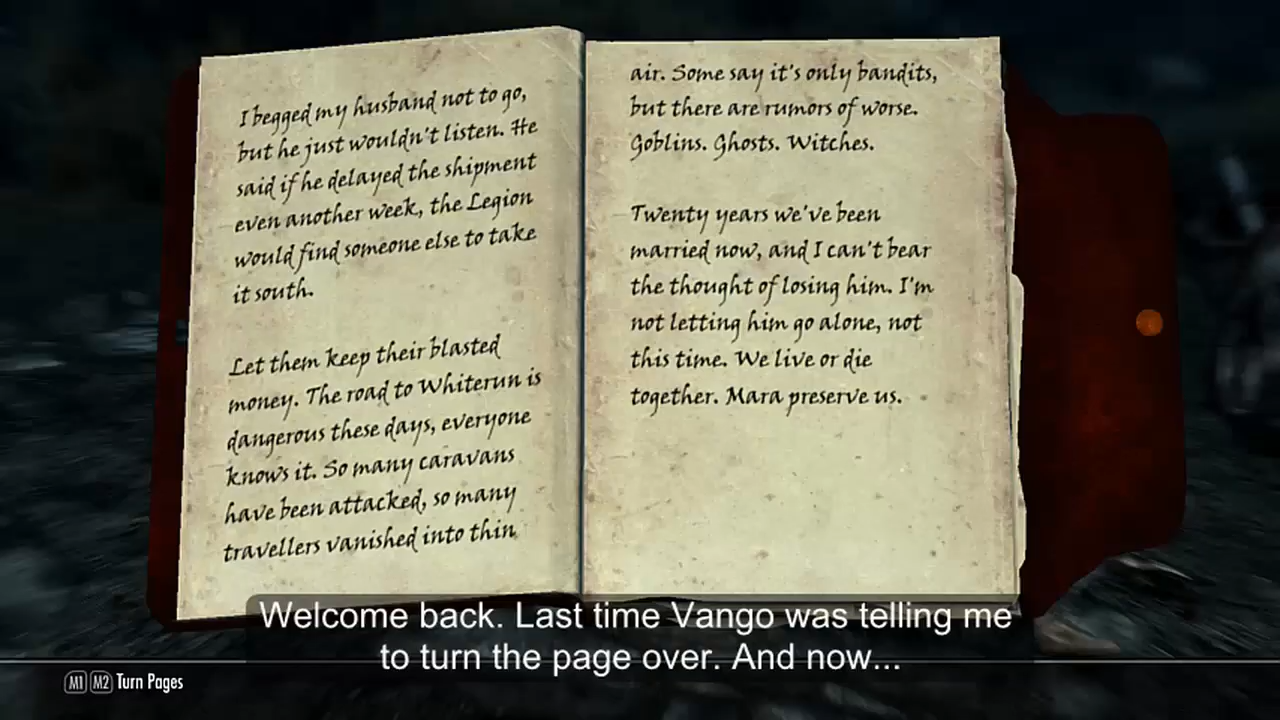 I begged my husband not to go,
but he just wouldn't listen. He
said if he delayed the shipment
even another week, the Legion
would find someone else to take
it south.
Let them keep their blasted
money. The road to Whiterun is
dangerous these days, everyone
knows it. So many caravans
have been attacked, so many
travellers vanished into thin
air. Some say it's only bandits,
but there are rumors of worse.
Goblins. Ghosts. Witches.
Twenty years we've been
married now, and I can't bear
the thought of losing him. I'm
not letting him go alone, not
this time. We live or die
together. Mara preserve us.
Welcome back. Last time Vango was telling me
to turn the page over. And now...
M1 M2 Turn Pages